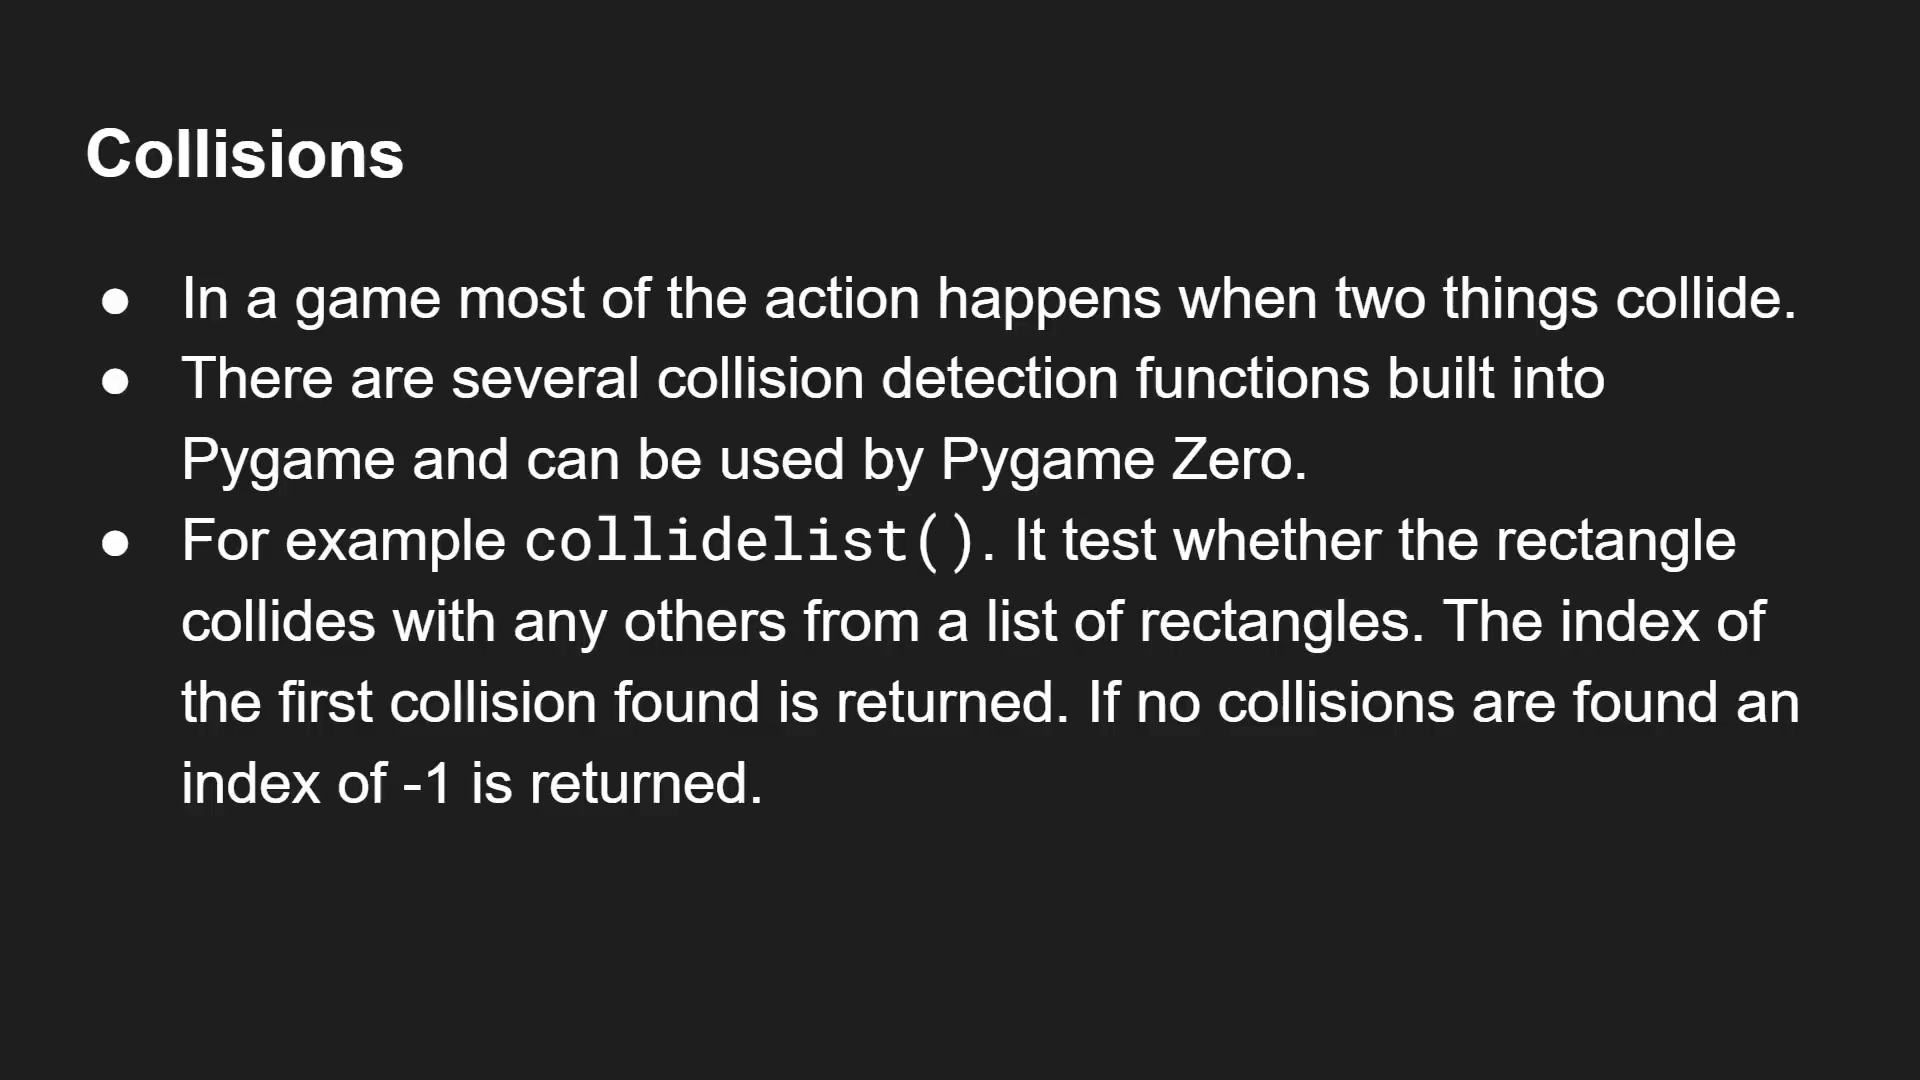 Collisions
● In a game most of the action happens when two things collide.
● There are several collision detection functions built into
Pygame and can be used by Pygame Zero.
● For example collidelist(). It test whether the rectangle
collides with any others from a list of rectangles. The index of
the first collision found is returned. If no collisions are found an
index of -1 is returned.